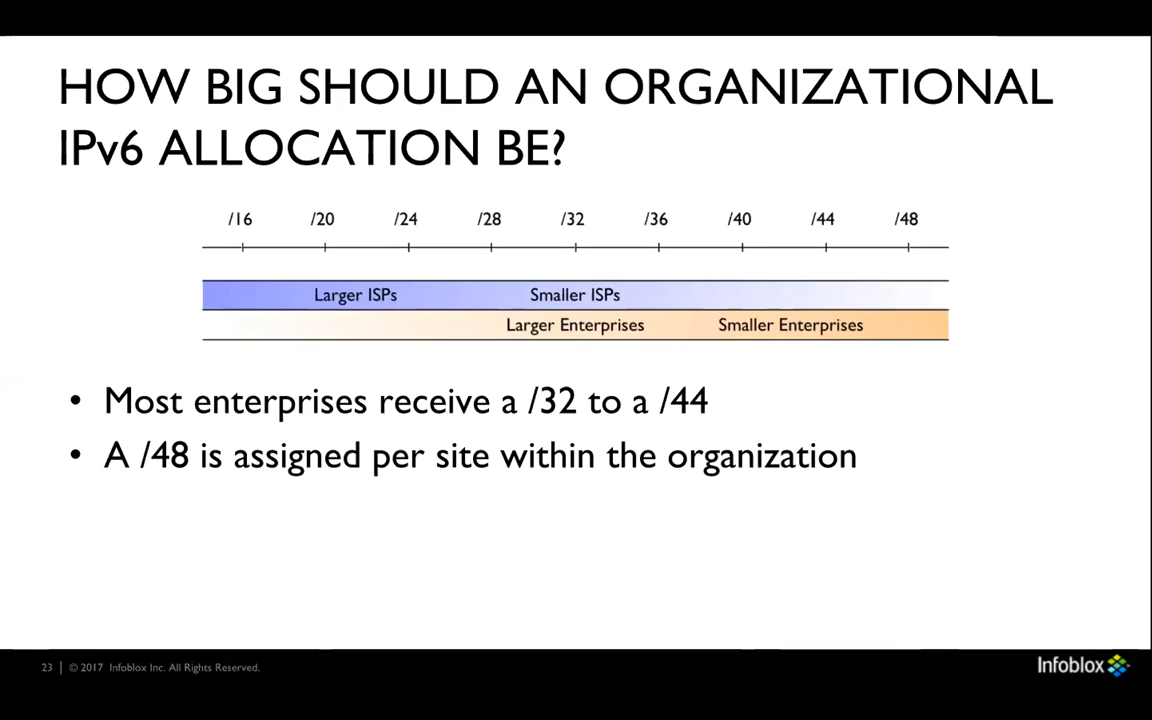 HOW BIG SHOULD AN ORGANIZATIONAL
IPv6 ALLOCATION BE?
/16 /20 /24 /28 /32 /36 /40 /44 /48
Larger ISPs Smaller ISPs
Larger Enterprises Smaller Enterprises
• Most enterprises receive a /32 to a /44
• A /48 is assigned per site within the organization
23 | © 2017 Infoblox Inc. All Rights Reserved.
Infoblox